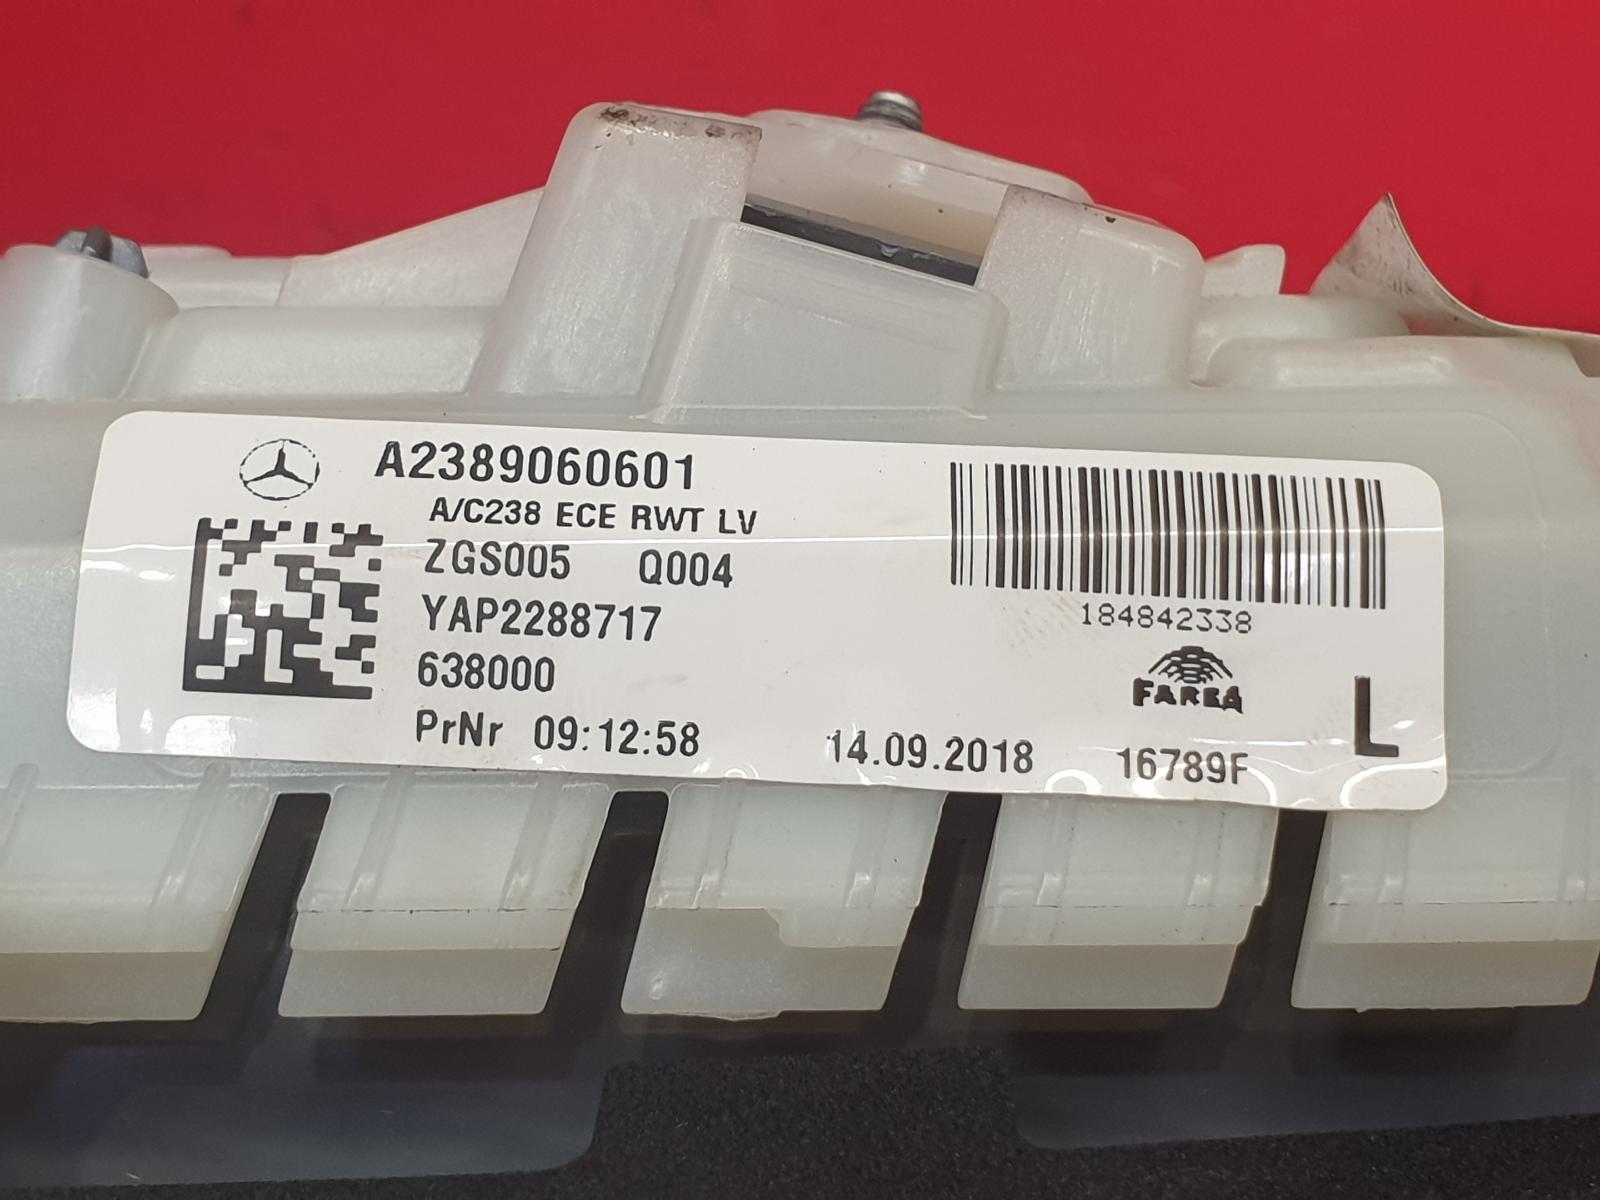 A2389060601
A/C238 ECE RWT LV
ZGS005 Q004
YAP2288717
638000
PrNr 09:12:58 14.09.2018 16789F
184842338
FAREA
L